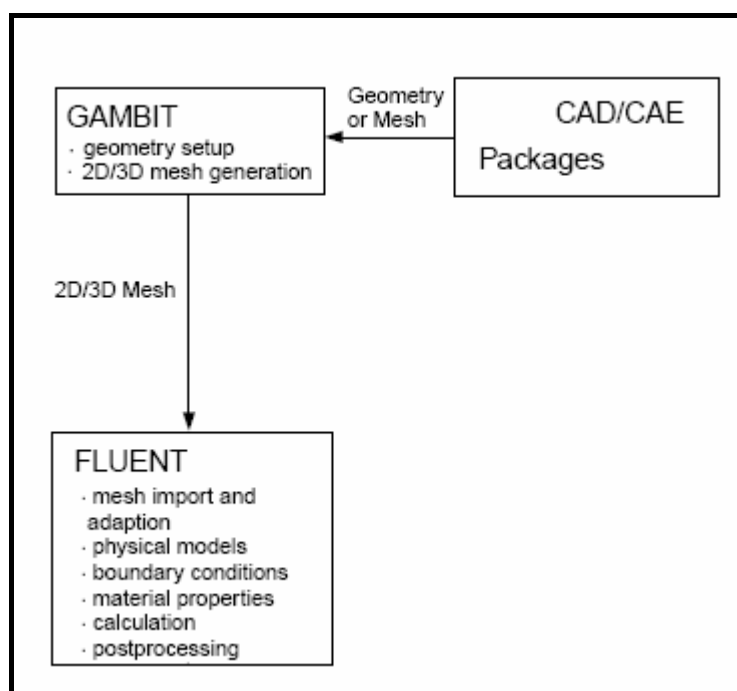 GAMBIT
· geometry setup
· 2D/3D mesh generation
Geometry
or Mesh
CAD/CAE
Packages
2D/3D Mesh
FLUENT
· mesh import and
adaption
· physical models
· boundary conditions
· material properties
· calculation
· postprocessing